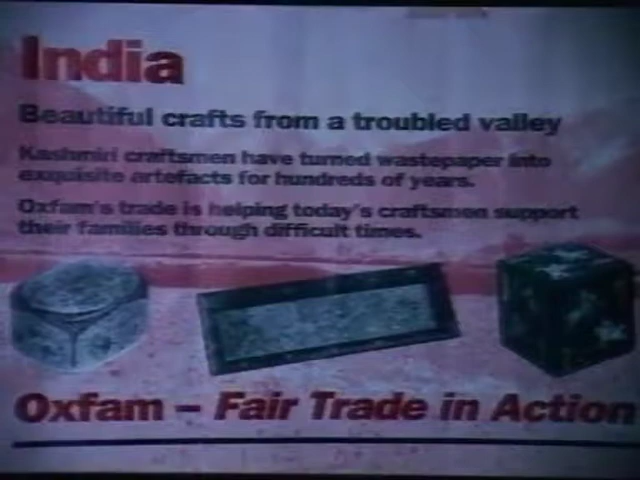 India
Beautiful crafts from a troubled valley
Kashmiri craftsmen have turned wastepaper into
exquisite artefacts for hundreds of years.
Oxfam's trade is helping today's craftsmen support
their families through difficult times.
Oxfam – Fair Trade in Action